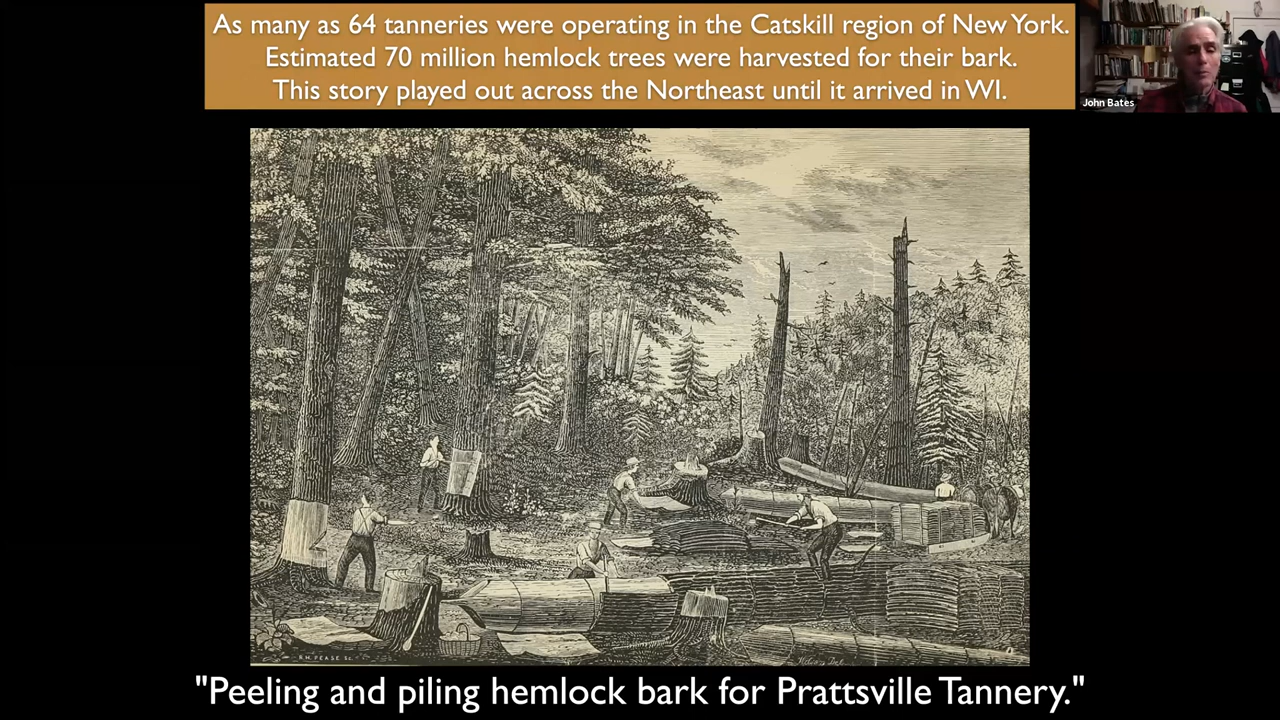 As many as 64 tanneries were operating in the Catskill region of New York.
Estimated 70 million hemlock trees were harvested for their bark.
This story played out across the Northeast until it arrived in WI.
John Bates
R.H. PEASE Sc.
"Peeling and piling hemlock bark for Prattsville Tannery."